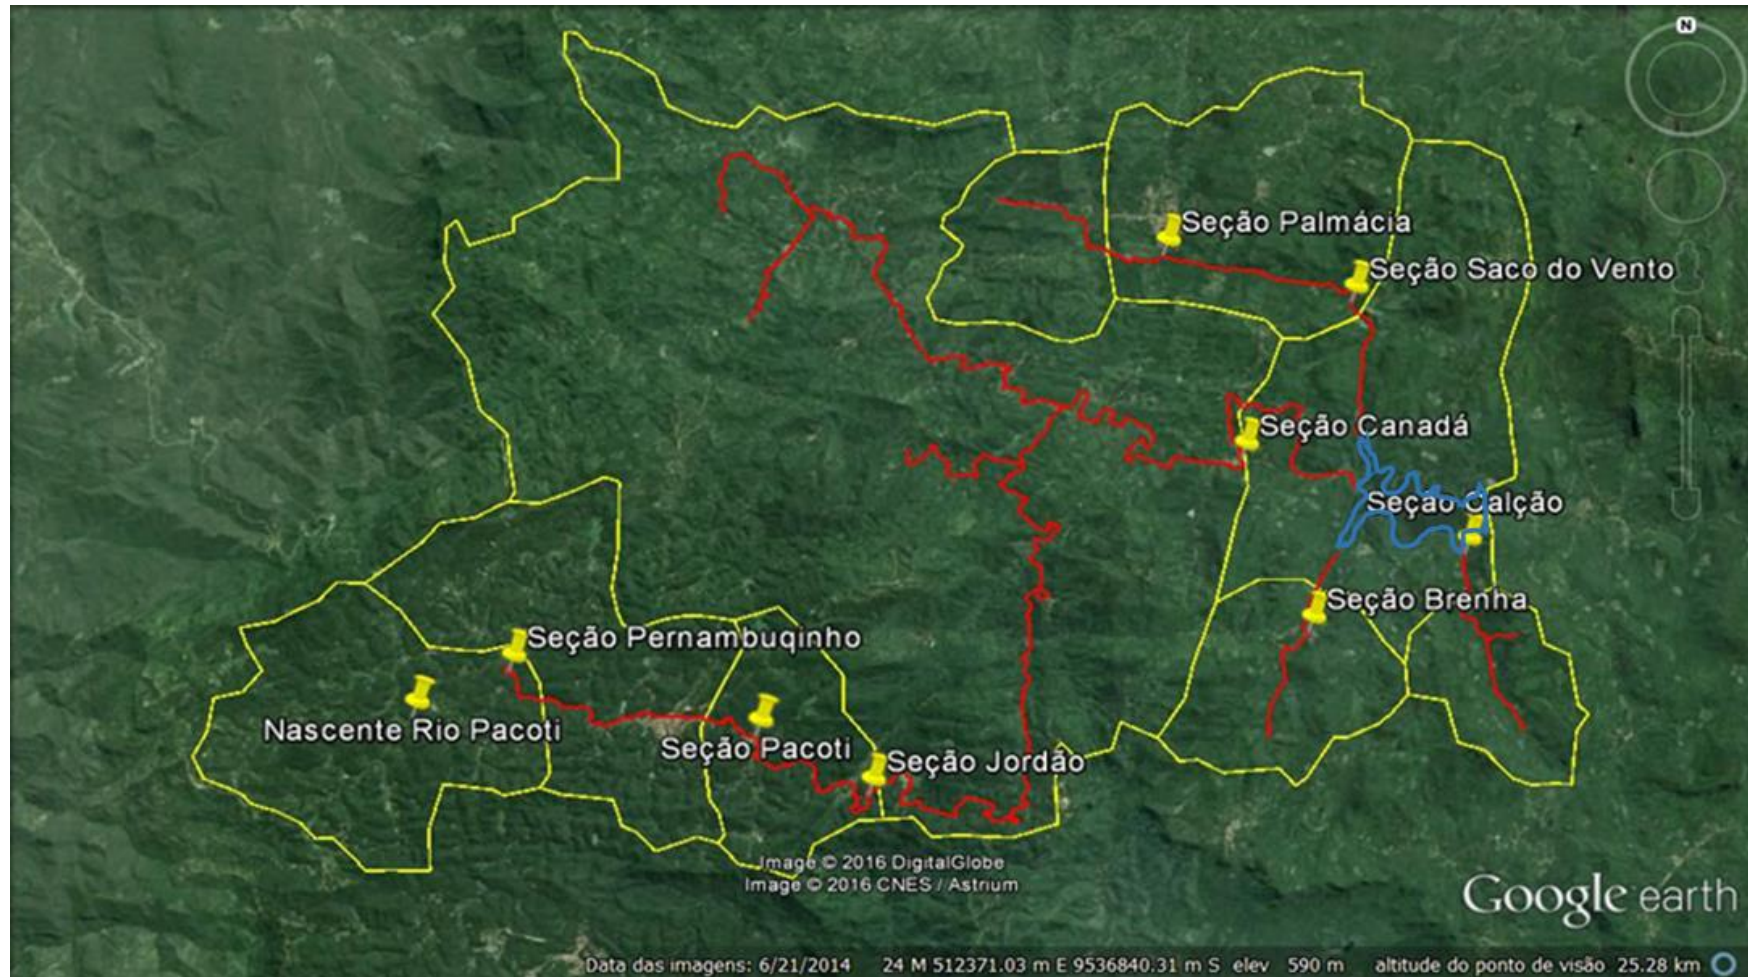 N
Seção Palmácia
Seção Saco do Vento
Seção Canadá
Seção Calção
Seção Brenha
Seção Pernambuqinho
Nascente Rio Pacoti
Seção Pacoti
Seção Jordão
Image © 2016 DigitalGlobe
Image © 2016 CNES / Astrium
Google earth
Data das imagens: 6/21/2014 24 M 512371.03 m E 9536840.31 m S elev 590 m altitude do ponto de visão 25.28 km